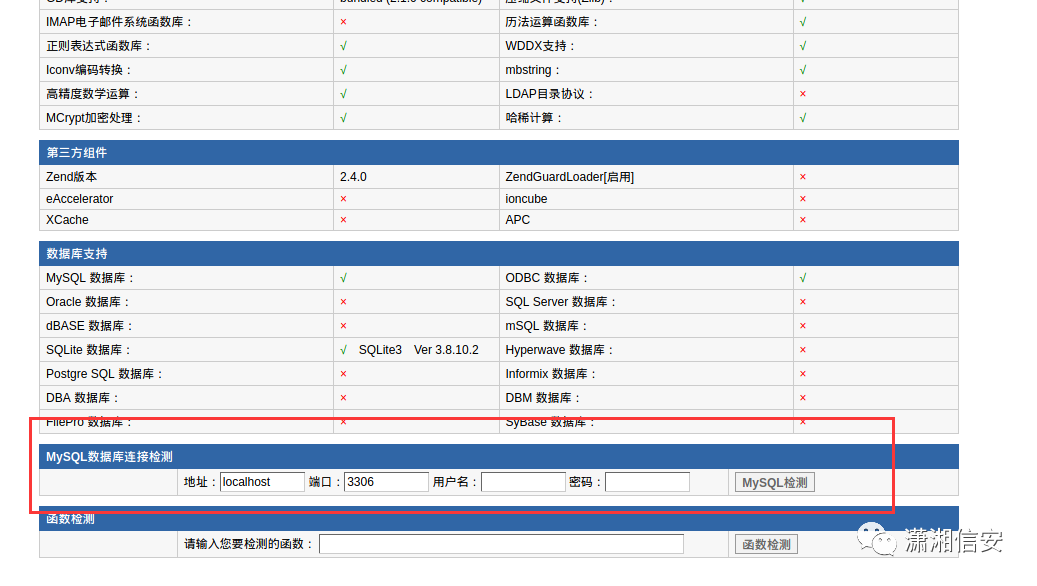 IMAP电子邮件系统函数库： × 历法运算函数库： √
正则表达式函数库： √ WDDX支持： √
Iconv编码转换： √ mbstring： √
高精度数学运算： √ LDAP目录协议： ×
MCrypt加密处理： √ 哈稀计算： √
第三方组件
Zend版本 2.4.0 ZendGuardLoader[启用] ×
eAccelerator × ioncube ×
XCache × APC ×
数据库支持
MySQL 数据库： √ ODBC 数据库： √
Oracle 数据库： × SQL Server 数据库： ×
dBASE 数据库： × mSQL 数据库： ×
SQLite 数据库： √ SQLite3 Ver 3.8.10.2 Hyperwave 数据库： ×
Postgre SQL 数据库： × Informix 数据库： ×
DBA 数据库： × DBM 数据库： ×
FilePro 数据库： × SyBase 数据库： ×
MySQL数据库连接检测
地址： localhost 端口： 3306 用户名： 密码： MySQL检测
函数检测
请输入您要检测的函数： 函数检测
潇湘信安